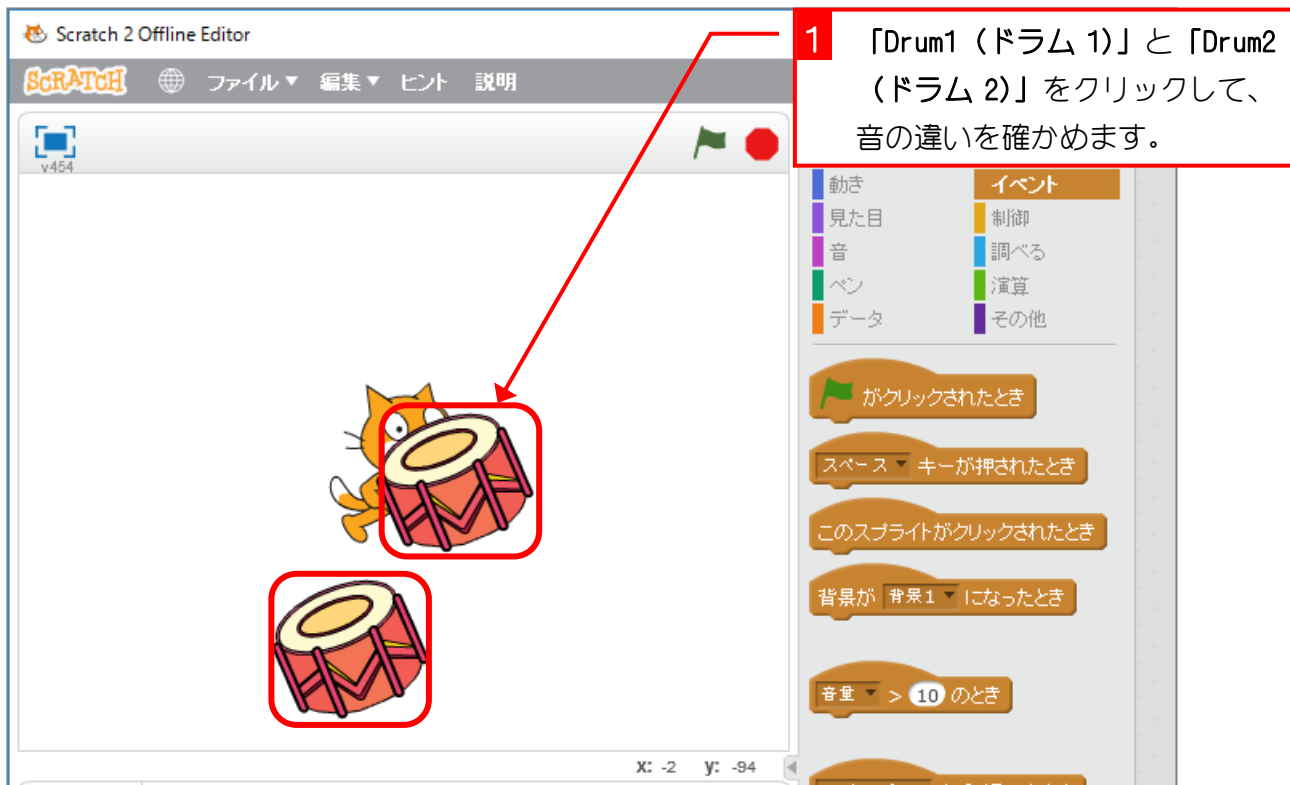 Scratch 2 Offline Editor
SCRATCH ファイル▼ 編集▼ ヒント 説明
v454
1
「Drum1（ドラム 1)」と「Drum2
（ドラム 2)」をクリックして、
音の違いを確かめます。
動き イベント
見た目 制御
音 調べる
ペン 演算
データ その他
がクリックされたとき
スペース▼ キーが押されたとき
このスプライトがクリックされたとき
背景が 背景1▼ になったとき
音量▼ > 10 のとき
x: -2 y: -94